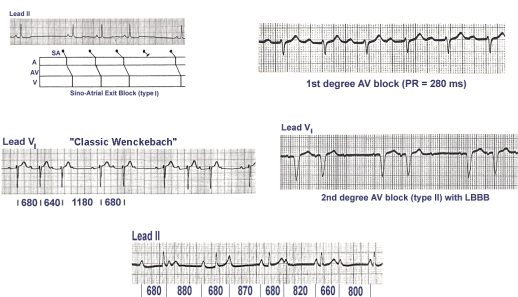 Lead II
SA
A
AV
V
Sino-Atrial Exit Block (type I)
1st degree AV block (PR = 280 ms)
Lead VI "Classic Wenckebach"
680 640 1180 680
Lead VI
2nd degree AV block (type II) with LBBB
Lead II
680 880 680 870 680 820 660 800